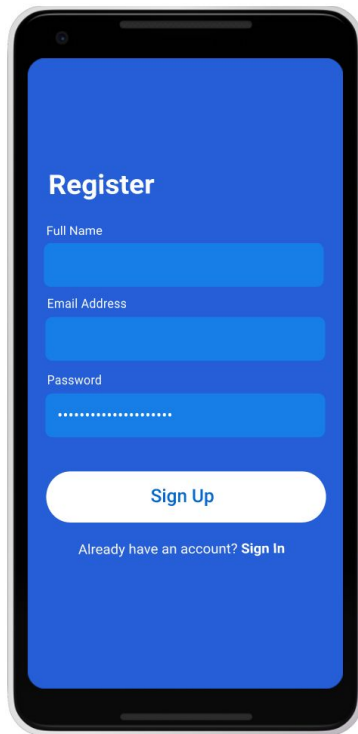 Register
Full Name
Email Address
Password
•••••••••••••••••••••
Sign Up
Already have an account? Sign In